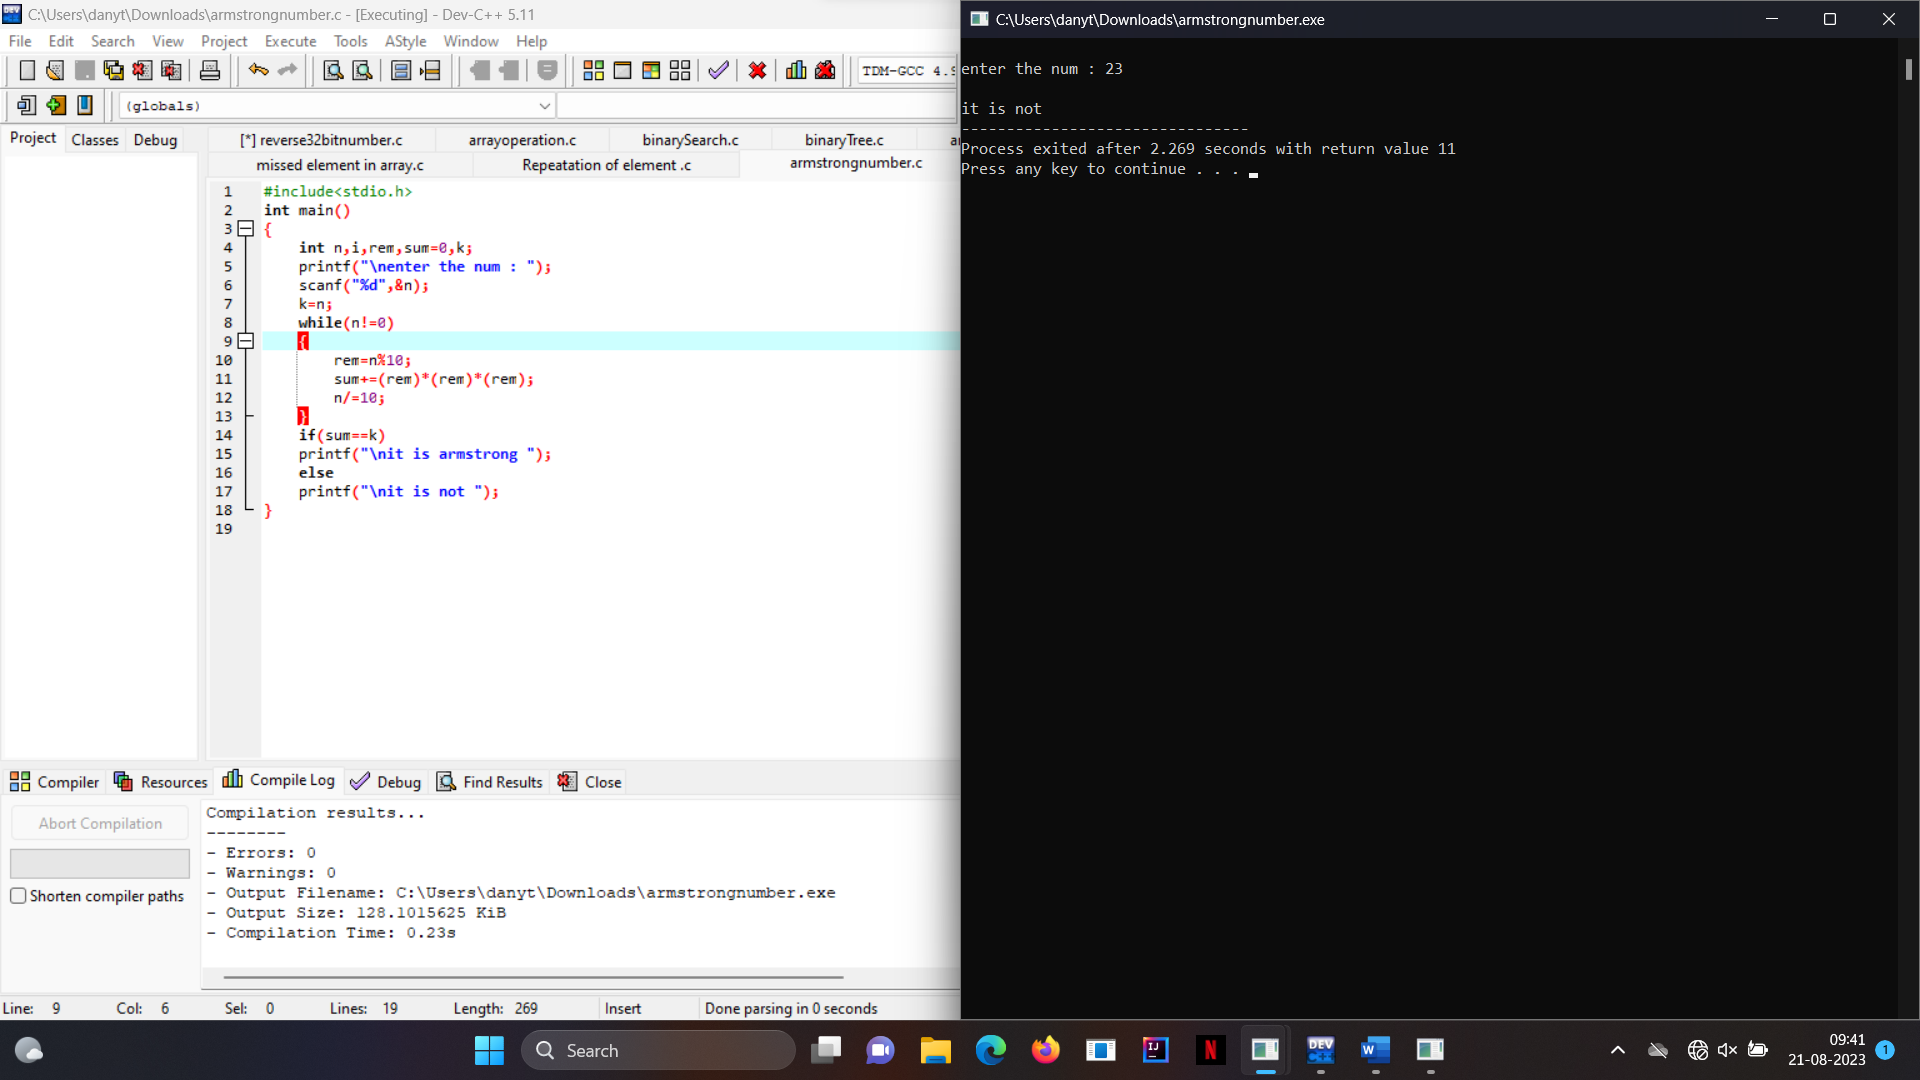 C:\Users\danyt\Downloads\armstrongnumber.c - [Executing] - Dev-C++ 5.11
File Edit Search View Project Execute Tools AStyle Window Help
TDM-GCC 4.9
(globals)
Project Classes Debug
[*] reverse32bitnumber.c arrayoperation.c binarySearch.c binaryTree.c
missed element in array.c Repeatation of element .c armstrongnumber.c
1 #include<stdio.h>
2 int main()
3 {
4 int n,i,rem,sum=0,k;
5 printf("\nenter the num : ");
6 scanf("%d",&n);
7 k=n;
8 while(n!=0)
9 {
10 rem=n%10;
11 sum+=(rem)*(rem)*(rem);
12 n/=10;
13 }
14 if(sum==k)
15 printf("\nit is armstrong ");
16 else
17 printf("\nit is not ");
18 }
19
Compiler Resources Compile Log Debug Find Results Close
Abort Compilation
Shorten compiler paths
Compilation results...
--------
- Errors: 0
- Warnings: 0
- Output Filename: C:\Users\danyt\Downloads\armstrongnumber.exe
- Output Size: 128.1015625 KiB
- Compilation Time: 0.23s
Line: 9 Col: 6 Sel: 0 Lines: 19 Length: 269 Insert Done parsing in 0 seconds
C:\Users\danyt\Downloads\armstrongnumber.exe
enter the num : 23
it is not
--------------------------------
Process exited after 2.269 seconds with return value 11
Press any key to continue . . .
Search
IJ
N
DEV
W
09:41
21-08-2023
1